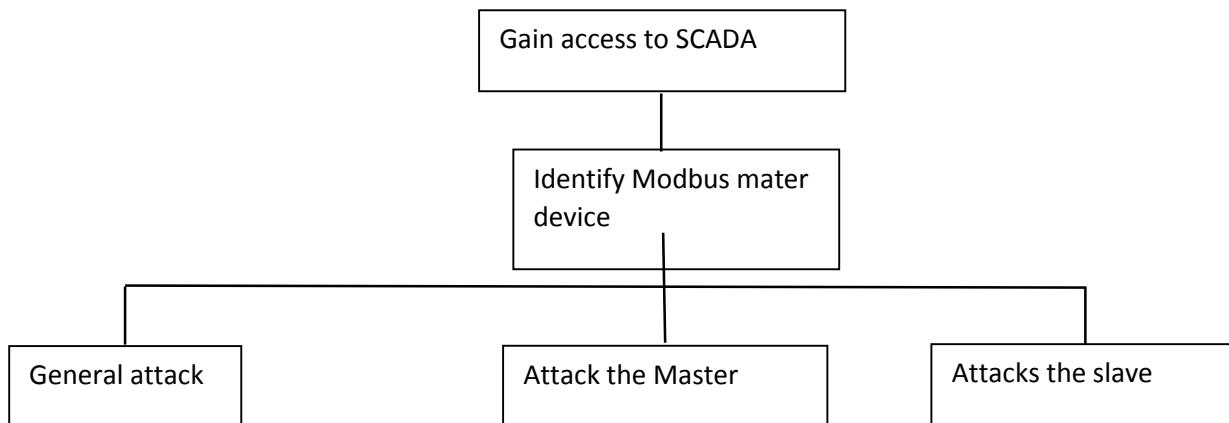 Gain access to SCADA
Identify Modbus mater
device
General attack
Attack the Master
Attacks the slave